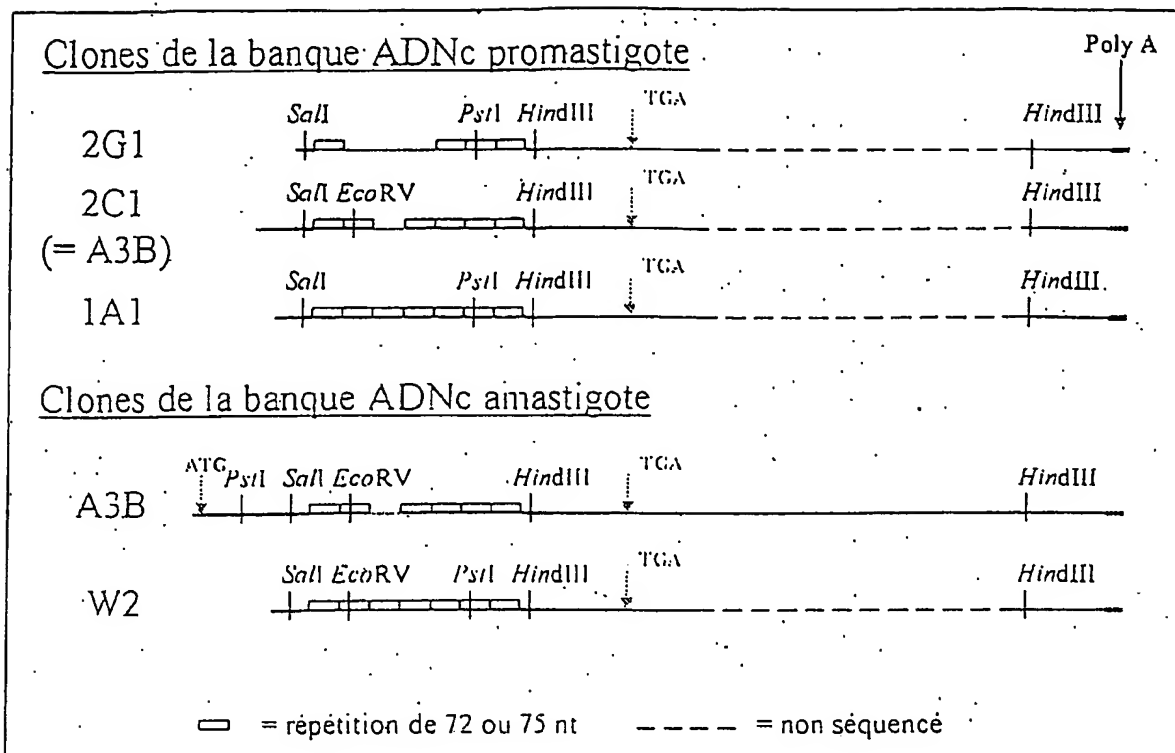 Clones de la banque ADNc promastigote
Poly A
SalI PstI HindIII TGA HindIII
2G1
SalI EcoRV HindIII TGA HindIII
2C1
(= A3B)
SalI PstI HindIII TGA HindIII
1A1
Clones de la banque ADNc amastigote
ATG PstI SalI EcoRV HindIII TGA HindIII
A3B
SalI EcoRV PstI HindIII TGA HindIII
W2
= répétition de 72 ou 75 nt = non séquencé